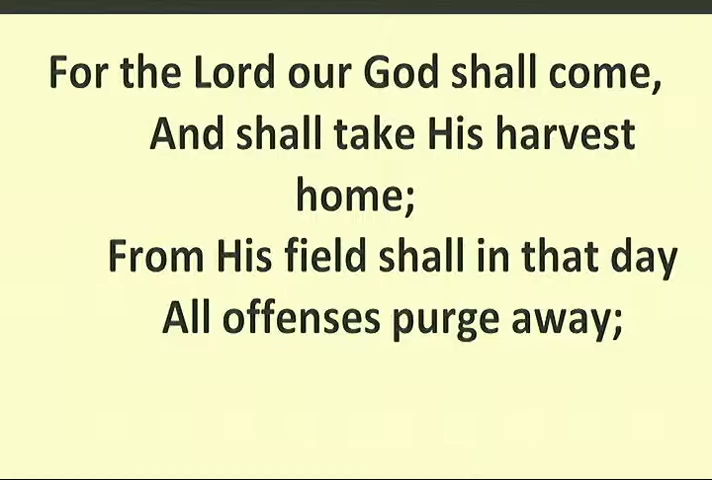 For the Lord our God shall come,
And shall take His harvest
home;
From His field shall in that day
All offenses purge away;